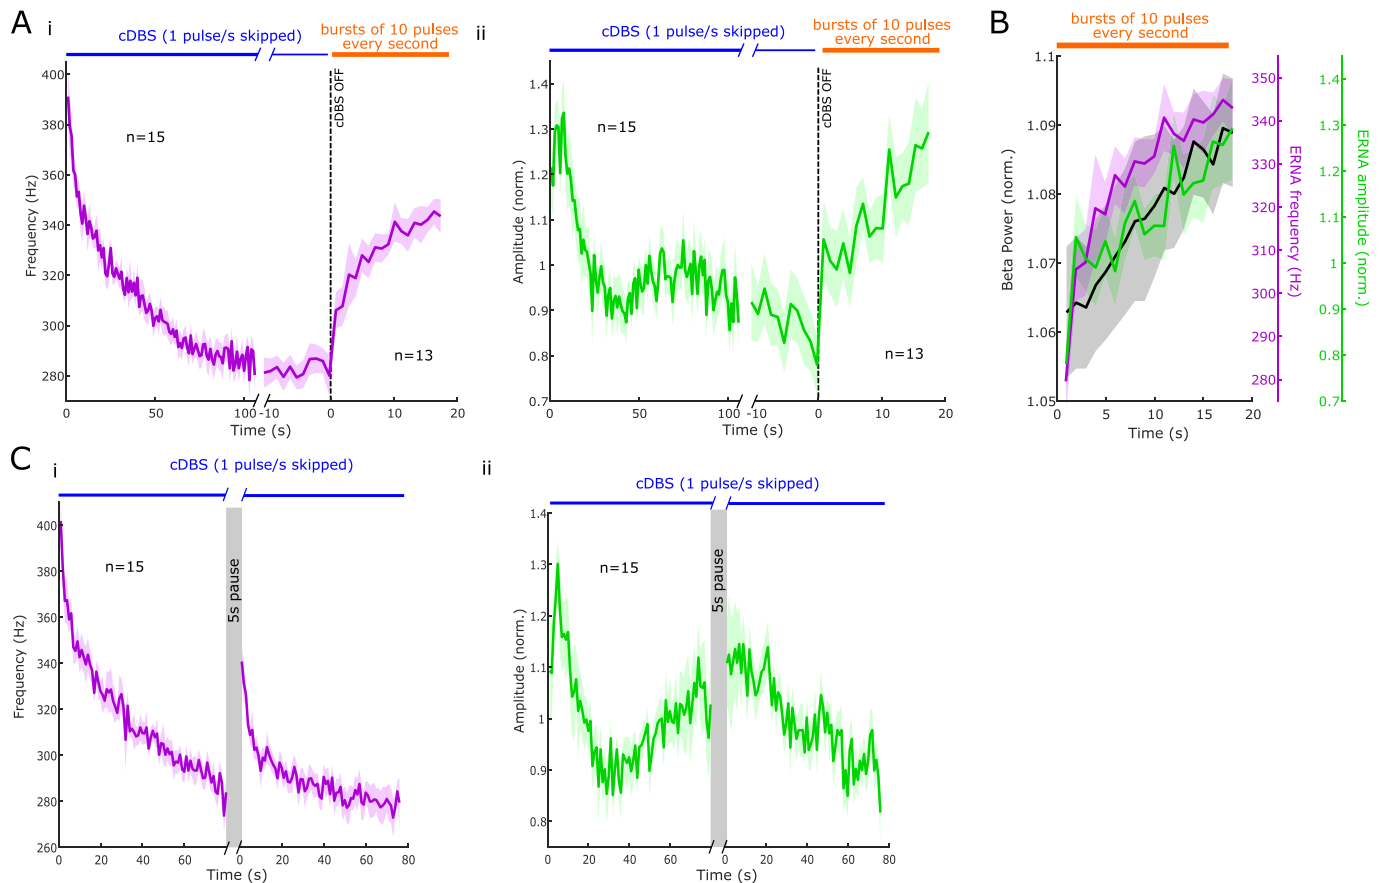 A
i
cDBS (1 pulse/s skipped)
bursts of 10 pulses
every second
400
380
360
340
320
300
280
Frequency (Hz)
n=15
cDBS OFF
n=13
0
50
100
-10
0
10
20
Time (s)
ii
cDBS (1 pulse/s skipped)
bursts of 10 pulses
every second
1.4
1.3
1.2
1.1
1
0.9
0.8
0.7
Amplitude (norm.)
n=15
cDBS OFF
n=13
0
50
100
-10
0
10
20
Time (s)
B
bursts of 10 pulses
every second
1.1
1.09
1.08
1.07
1.06
1.05
Beta Power (norm.)
0
5
10
15
20
Time (s)
350
340
330
320
310
300
290
280
ERNA frequency (Hz)
1.4
1.3
1.2
1.1
1
0.9
0.8
0.7
ERNA amplitude (norm.)
C
i
cDBS (1 pulse/s skipped)
400
380
360
340
320
300
280
260
Frequency (Hz)
n=15
5s pause
0
20
40
60
0
20
40
60
80
Time (s)
ii
cDBS (1 pulse/s skipped)
1.4
1.3
1.2
1.1
1
0.9
0.8
Amplitude (norm.)
n=15
5s pause
0
20
40
60
0
20
40
60
80
Time (s)